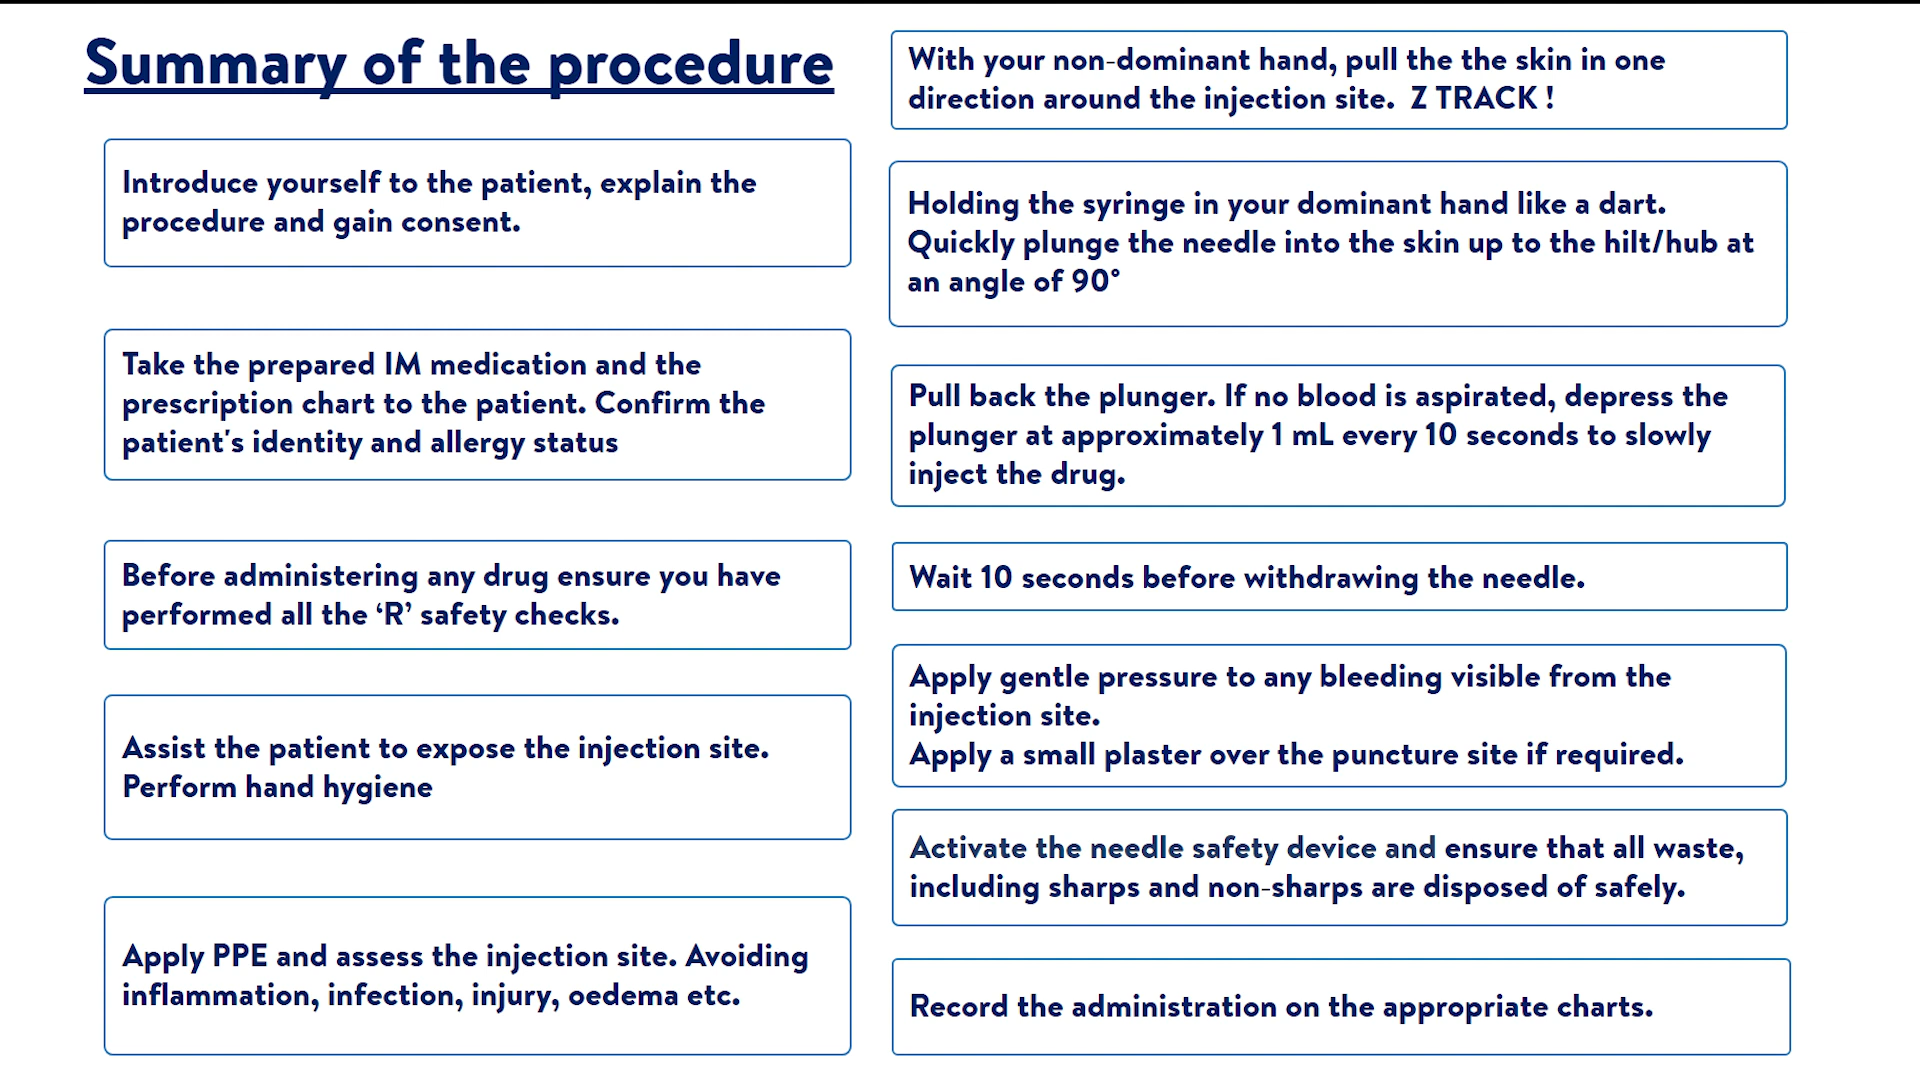 Summary of the procedure
Introduce yourself to the patient, explain the
procedure and gain consent.
Take the prepared IM medication and the
prescription chart to the patient. Confirm the
patient's identity and allergy status
Before administering any drug ensure you have
performed all the ‘R’ safety checks.
Assist the patient to expose the injection site.
Perform hand hygiene
Apply PPE and assess the injection site. Avoiding
inflammation, infection, injury, oedema etc.
With your non-dominant hand, pull the the skin in one
direction around the injection site.  Z TRACK !
Holding the syringe in your dominant hand like a dart.
Quickly plunge the needle into the skin up to the hilt/hub at
an angle of 90°
Pull back the plunger. If no blood is aspirated, depress the
plunger at approximately 1 mL every 10 seconds to slowly
inject the drug.
Wait 10 seconds before withdrawing the needle.
Apply gentle pressure to any bleeding visible from the
injection site.
Apply a small plaster over the puncture site if required.
Activate the needle safety device and ensure that all waste,
including sharps and non-sharps are disposed of safely.
Record the administration on the appropriate charts.